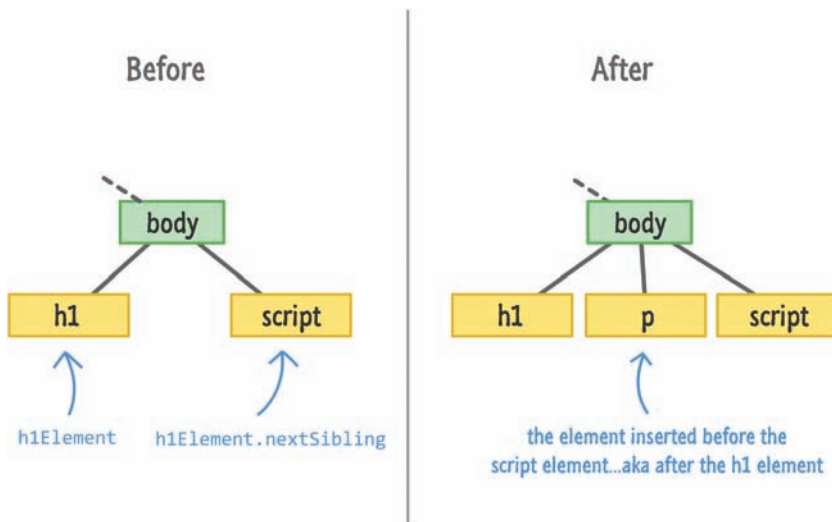 Before
body
h1
script
h1Element
h1Element.nextSibling
After
body
h1
p
script
the element inserted before the
script element...aka after the h1 element